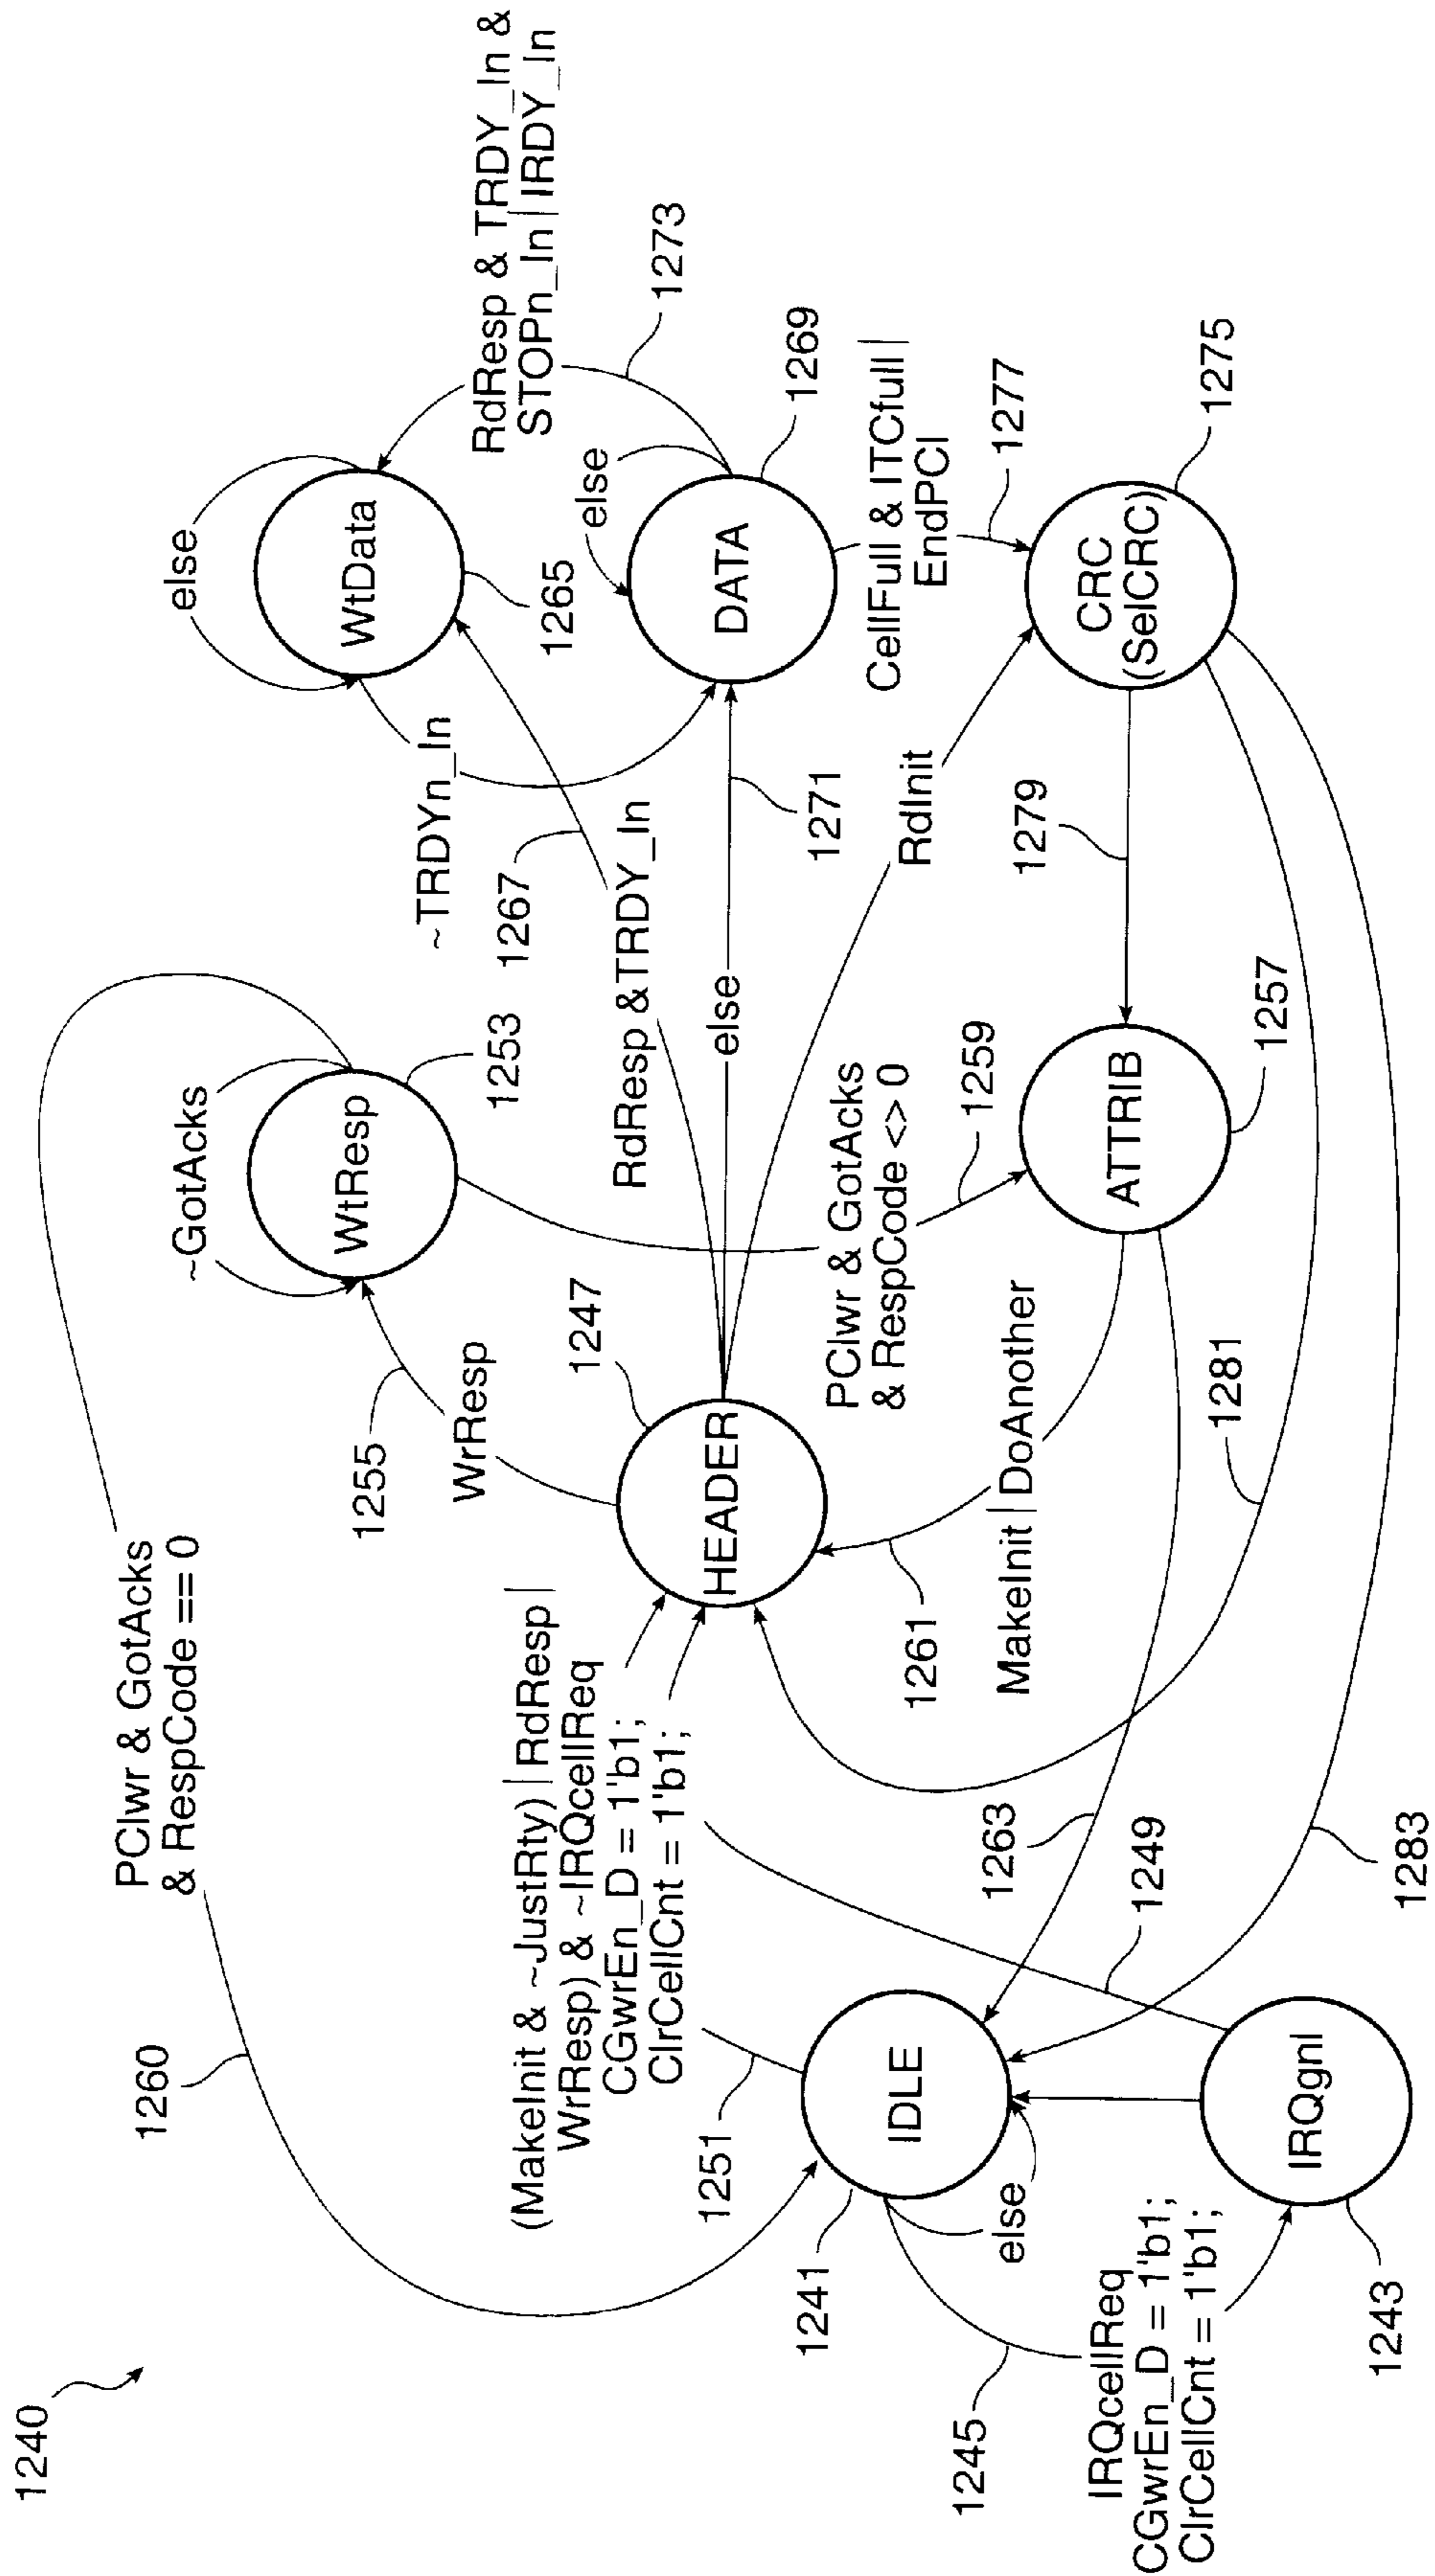 1240
1260
PCIwr & GotAcks
& RespCode == 0
~GotAcks
WtResp
1253
else
WtData
1265
~TRDYn_In
1267
RdResp & TRDY_In &
STOPn_In | IRDY_In
1273
1255
WrResp
RdResp & TRDY_In
else
DATA
1269
(MakeInit & ~JustRty) | RdResp |
WrResp) & ~IRQcellReq
CGwrEn_D = 1'b1;
ClrCellCnt = 1'b1;
1251
HEADER
1247
else
1271
CellFull & ITCfull |
EndPCI
1277
1241
IDLE
else
1261
MakeInit | DoAnother
PCIwr & GotAcks
& RespCode <> 0
1259
RdInit
1279
CRC
(SelCRC)
1275
1245
IRQcellReq
CGwrEn_D = 1'b1;
ClrCellCnt = 1'b1;
1263
1249
ATTRIB
1257
1281
IRQgnl
1243
1283